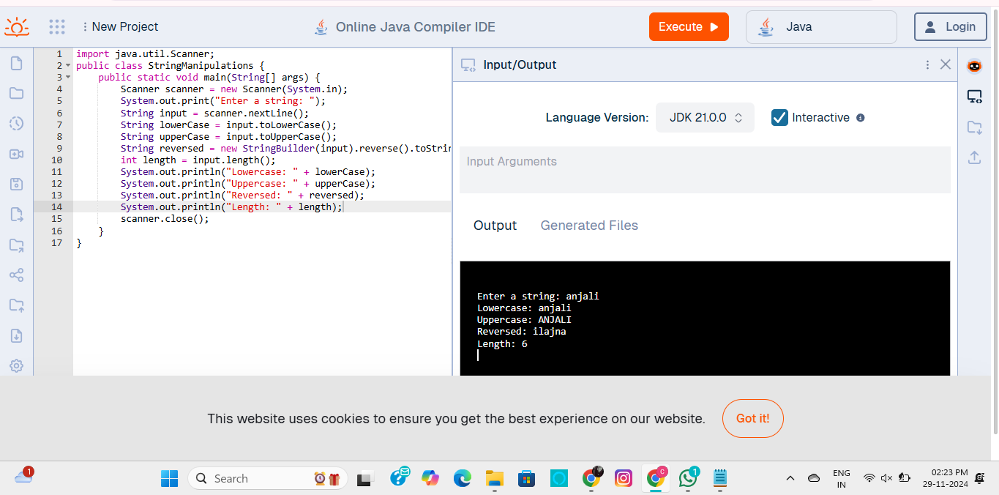 New Project
Online Java Compiler IDE
Execute
Java
Login
1 import java.util.Scanner;
2 public class StringManipulations {
3 public static void main(String[] args) {
4 Scanner scanner = new Scanner(System.in);
5 System.out.print("Enter a string: ");
6 String input = scanner.nextLine();
7 String lowerCase = input.toLowerCase();
8 String upperCase = input.toUpperCase();
9 String reversed = new StringBuilder(input).reverse().toStrin
10 int length = input.length();
11 System.out.println("Lowercase: " + lowerCase);
12 System.out.println("Uppercase: " + upperCase);
13 System.out.println("Reversed: " + reversed);
14 System.out.println("Length: " + length);
15 scanner.close();
16 }
17 }
Input/Output
Language Version: JDK 21.0.0 Interactive
Input Arguments
Output Generated Files
Enter a string: anjali
Lowercase: anjali
Uppercase: ANJALI
Reversed: ilajna
Length: 6
This website uses cookies to ensure you get the best experience on our website. Got it!
1
Search
C
1
ENG
IN
02:23 PM
29-11-2024